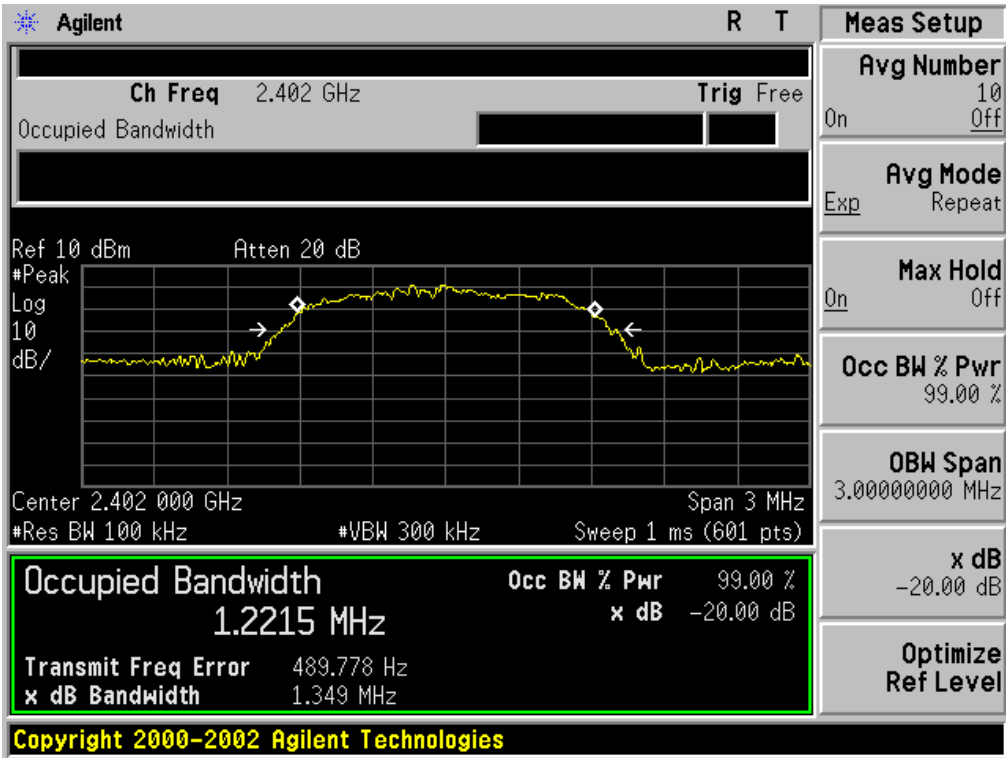 Agilent R T
Ch Freq 2.402 GHz Trig Free
Occupied Bandwidth
Ref 10 dBm Atten 20 dB
#Peak
Log
10
dB/
Center 2.402 000 GHz Span 3 MHz
#Res BW 100 kHz #VBW 300 kHz Sweep 1 ms (601 pts)
Occupied Bandwidth Occ BW % Pwr 99.00 %
1.2215 MHz x dB -20.00 dB
Transmit Freq Error 489.778 Hz
x dB Bandwidth 1.349 MHz
Copyright 2000-2002 Agilent Technologies
Meas Setup
Avg Number
10
On Off
Avg Mode
Exp Repeat
Max Hold
On Off
Occ BW % Pwr
99.00 %
OBW Span
3.00000000 MHz
x dB
-20.00 dB
Optimize
Ref Level